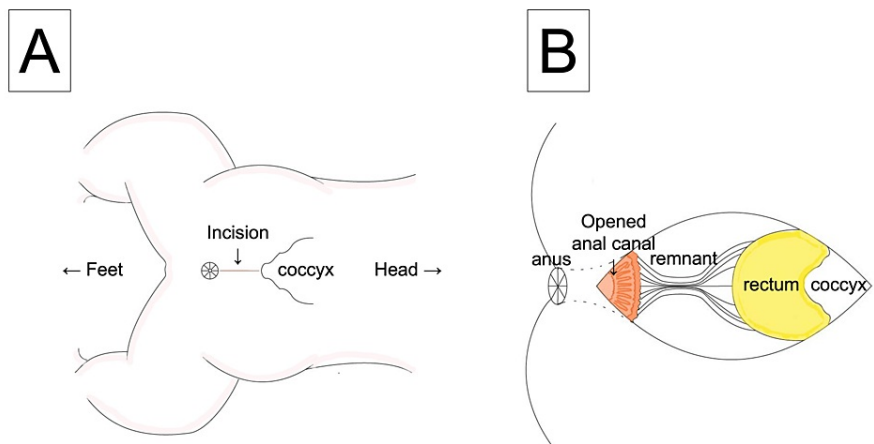 A
Incision
↓
← Feet
coccyx
Head →
B
Opened
anal canal
↓
anus
remnant
rectum
coccyx